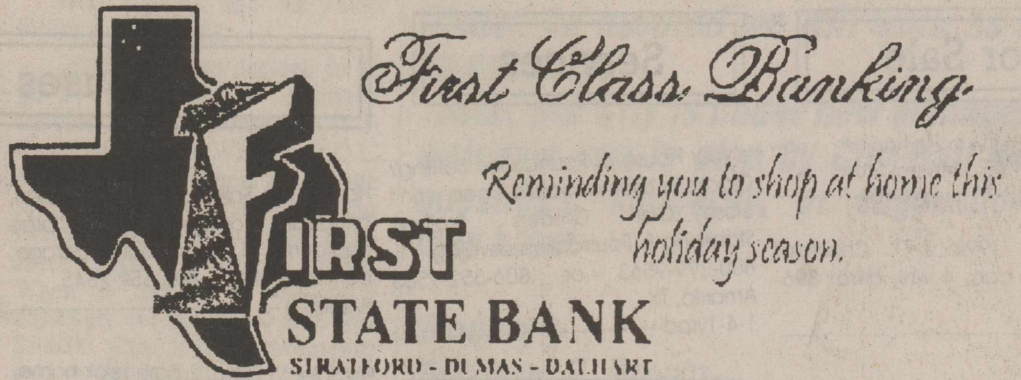 First Class Banking
Reminding you to shop at home this
holiday season.
FIRST
STATE BANK
STRATFORD - DUMAS - DALHART